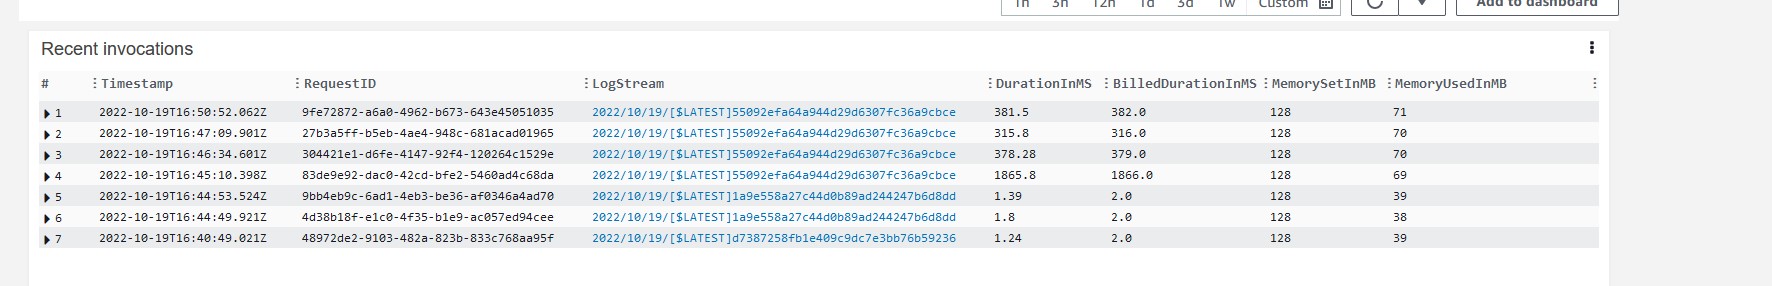 1h 3h 12h 1d 3d 1w Custom Add to dashboard
Recent invocations
# Timestamp RequestID LogStream DurationInMS BilledDurationInMS MemorySetInMB MemoryUsedInMB
1 2022-10-19T16:50:52.062Z 9fe72872-a6a0-4962-b673-643e45051035 2022/10/19/[$LATEST]55092efa64a944d29d6307fc36a9cbce 381.5 382.0 128 71
2 2022-10-19T16:47:09.901Z 27b3a5ff-b5eb-4ae4-948c-681acad01965 2022/10/19/[$LATEST]55092efa64a944d29d6307fc36a9cbce 315.8 316.0 128 70
3 2022-10-19T16:46:34.601Z 304421e1-d6fe-4147-92f4-120264c1529e 2022/10/19/[$LATEST]55092efa64a944d29d6307fc36a9cbce 378.28 379.0 128 70
4 2022-10-19T16:45:10.398Z 83de9e92-dac0-42cd-bfe2-5460ad4c68da 2022/10/19/[$LATEST]55092efa64a944d29d6307fc36a9cbce 1865.8 1866.0 128 69
5 2022-10-19T16:44:53.524Z 9bb4eb9c-6ad1-4eb3-be36-af0346a4ad70 2022/10/19/[$LATEST]1a9e558a27c44d0b89ad244247b6d8dd 1.39 2.0 128 39
6 2022-10-19T16:44:49.921Z 4d38b18f-e1c0-4f35-b1e9-ac057ed94cee 2022/10/19/[$LATEST]1a9e558a27c44d0b89ad244247b6d8dd 1.8 2.0 128 38
7 2022-10-19T16:40:49.021Z 48972de2-9103-482a-823b-833c768aa95f 2022/10/19/[$LATEST]d7387258fb1e409c9dc7e3bb76b59236 1.24 2.0 128 39